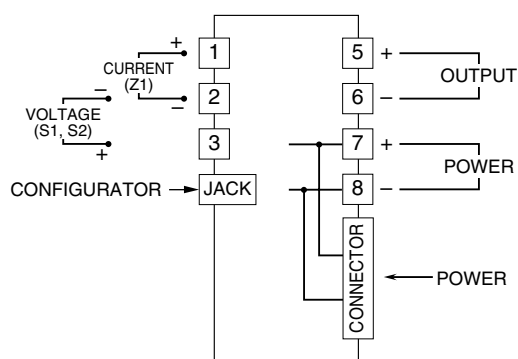 + 1 5 +
CURRENT
(Z1)
OUTPUT
− − 2 6 −
VOLTAGE
(S1, S2)
+ 3 7 +
POWER
CONFIGURATOR JACK 8 −
CONNECTOR
POWER